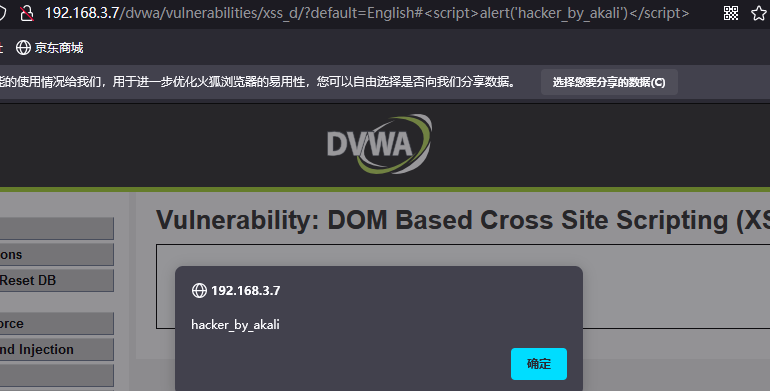 192.168.3.7/dvwa/vulnerabilities/xss_d/?default=English#<script>alert('hacker_by_akali')</script>
京东商城
能的使用情况给我们，用于进一步优化火狐浏览器的易用性，您可以自由选择是否向我们分享数据。 选择您要分享的数据(C)
DVWA
Vulnerability: DOM Based Cross Site Scripting (XS
ons
Reset DB
192.168.3.7
orce
hacker_by_akali
nd Injection
确定